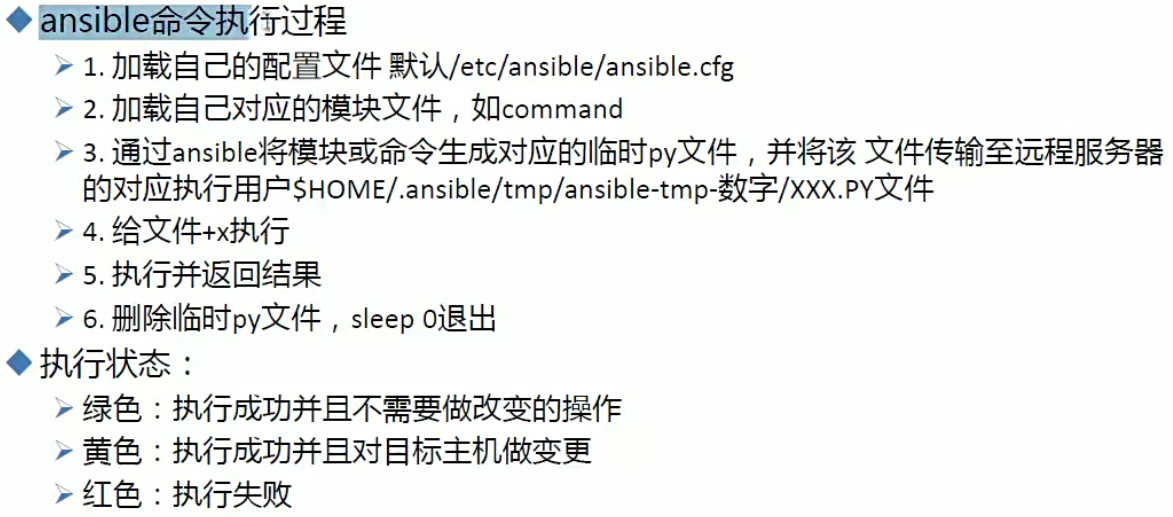 ansible命令执行过程
1. 加载自己的配置文件 默认/etc/ansible/ansible.cfg
2. 加载自己对应的模块文件，如command
3. 通过ansible将模块或命令生成对应的临时py文件，并将该 文件传输至远程服务器
的对应执行用户$HOME/.ansible/tmp/ansible-tmp-数字/XXX.PY文件
4. 给文件+x执行
5. 执行并返回结果
6. 删除临时py文件，sleep 0退出
执行状态：
绿色：执行成功并且不需要做改变的操作
黄色：执行成功并且对目标主机做变更
红色：执行失败